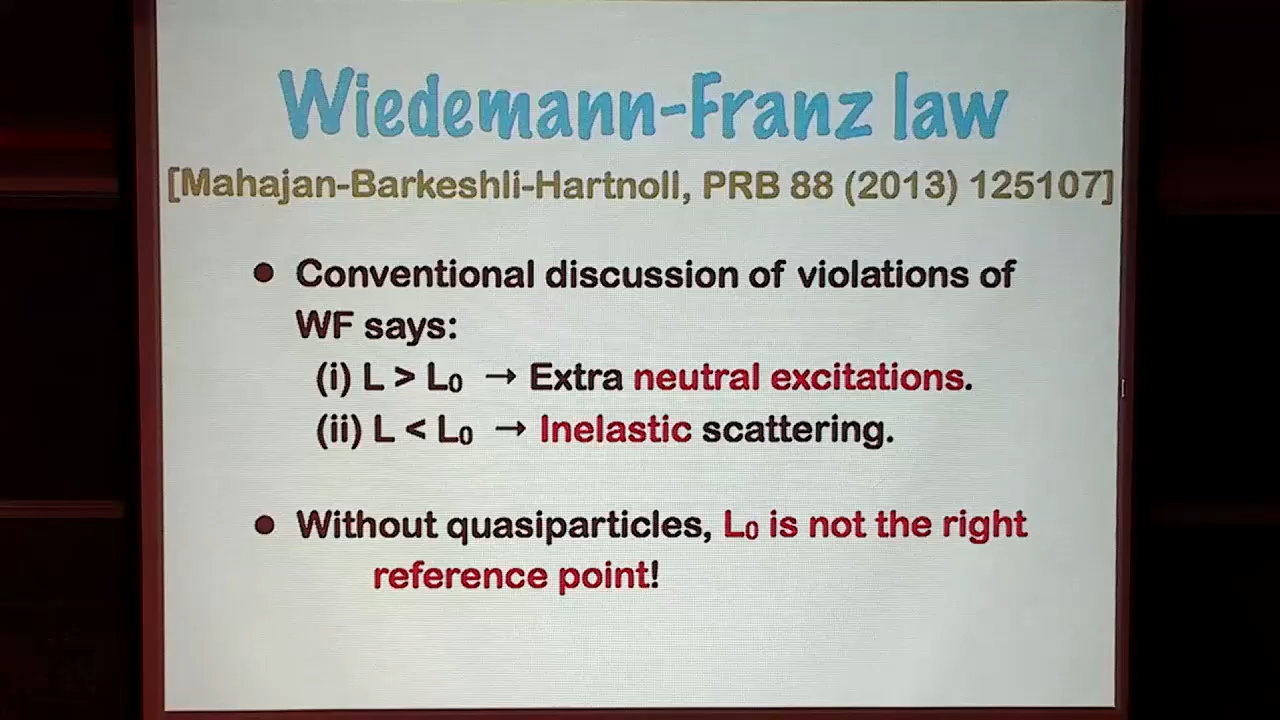 Wiedemann-Franz law
[Mahajan-Barkeshli-Hartnoll, PRB 88 (2013) 125107]
• Conventional discussion of violations of
WF says:
(i) L > L₀ → Extra neutral excitations.
(ii) L < L₀ → Inelastic scattering.
• Without quasiparticles, L₀ is not the right
reference point!